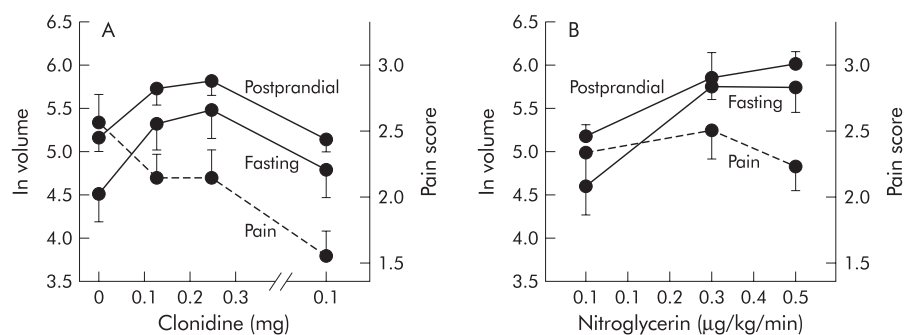 A
6.5
6.0
5.5
5.0
4.5
4.0
3.5
ln volume
3.0
2.5
2.0
1.5
Pain score
Postprandial
Fasting
Pain
0 0.1 0.2 0.3 0.1
Clonidine (mg)
B
6.5
6.0
5.5
5.0
4.5
4.0
3.5
ln volume
3.0
2.5
2.0
1.5
Pain score
Postprandial
Fasting
Pain
0.1 0.1 0.3 0.5
Nitroglycerin (µg/kg/min)